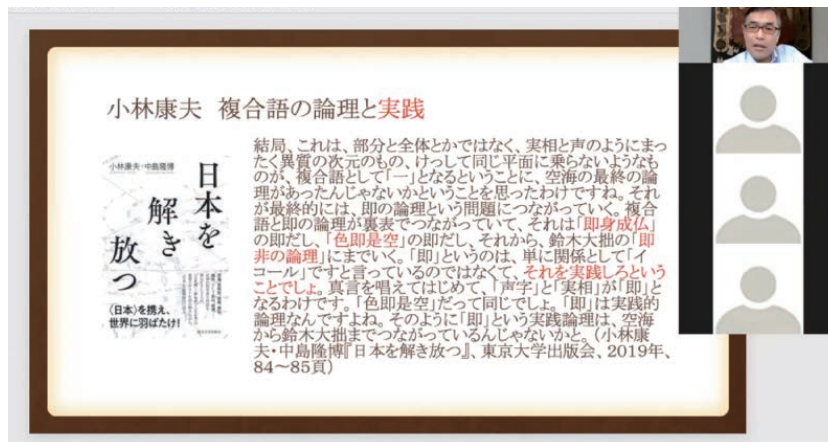 小林康夫 複合語の論理と実践
小林康夫・中島隆博
日本を
解き
放つ
〈日本〉を携え、
世界に羽ばたけ!
結局、これは、部分と全体とかではなく、実相と声のようにまっ
たく異質の次元のもの、けっして同じ平面に乗らないようなも
のが、複合語として「一」となるということに、空海の最終の論
理があったんじゃないかということを思ったわけですね。それ
が最終的には、即の論理という問題につながっていく。複合
語と即の論理が裏表でつながっていて、それは「即身成仏」
の即だし、「色即是空」の即だし、それから、鈴木大拙の「即
非の論理」にまでいく。「即」というのは、単に関係として「イ
コール」ですと言っているのではなくて、それを実践しろという
ことでしょ。真言を唱えてはじめて、「声字」と「実相」が「即」と
なるわけです。「色即是空」だって同じでしょ。「即」は実践的
論理なんですよね。そのように「即」という実践論理は、空海
から鈴木大拙までつながっているんじゃないかと。(小林康
夫・中島隆博『日本を解き放つ』、東京大学出版会、2019年、
84~85頁)